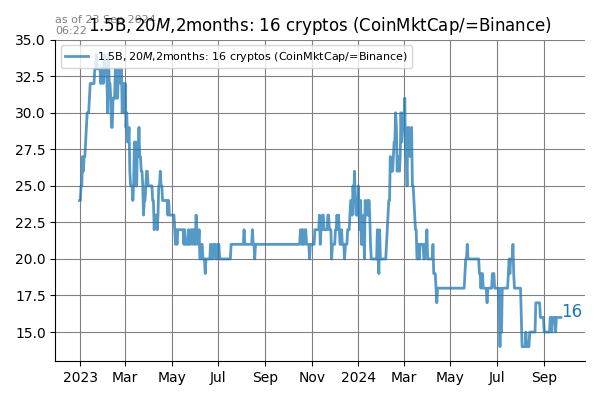 as of 23 Sep 2024
06:22
1.5B, 20M, 2months: 16 cryptos (CoinMktCap/=Binance)
1.5B, 20M, 2months: 16 cryptos (CoinMktCap/=Binance)
35.0
32.5
30.0
27.5
25.0
22.5
20.0
17.5
15.0
16
2023 Mar May Jul Sep Nov 2024 Mar May Jul Sep